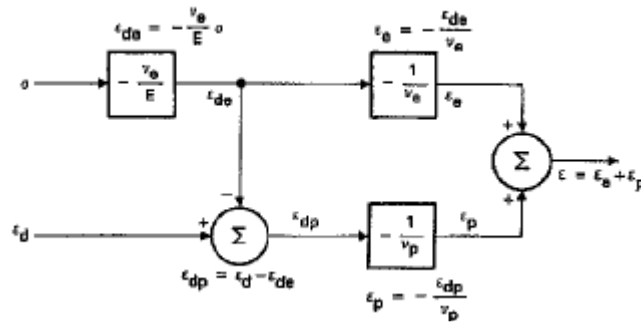 ε_de = - ν_e/E σ
ε_e = - ε_de/ν_e
σ
- ν_e/E
ε_de
- 1/ν_e
ε_e
+
Σ
ε = ε_e + ε_p
+
−
ε_d
+
Σ
ε_dp
- 1/ν_p
ε_p
ε_dp = ε_d - ε_de
ε_p = - ε_dp/ν_p